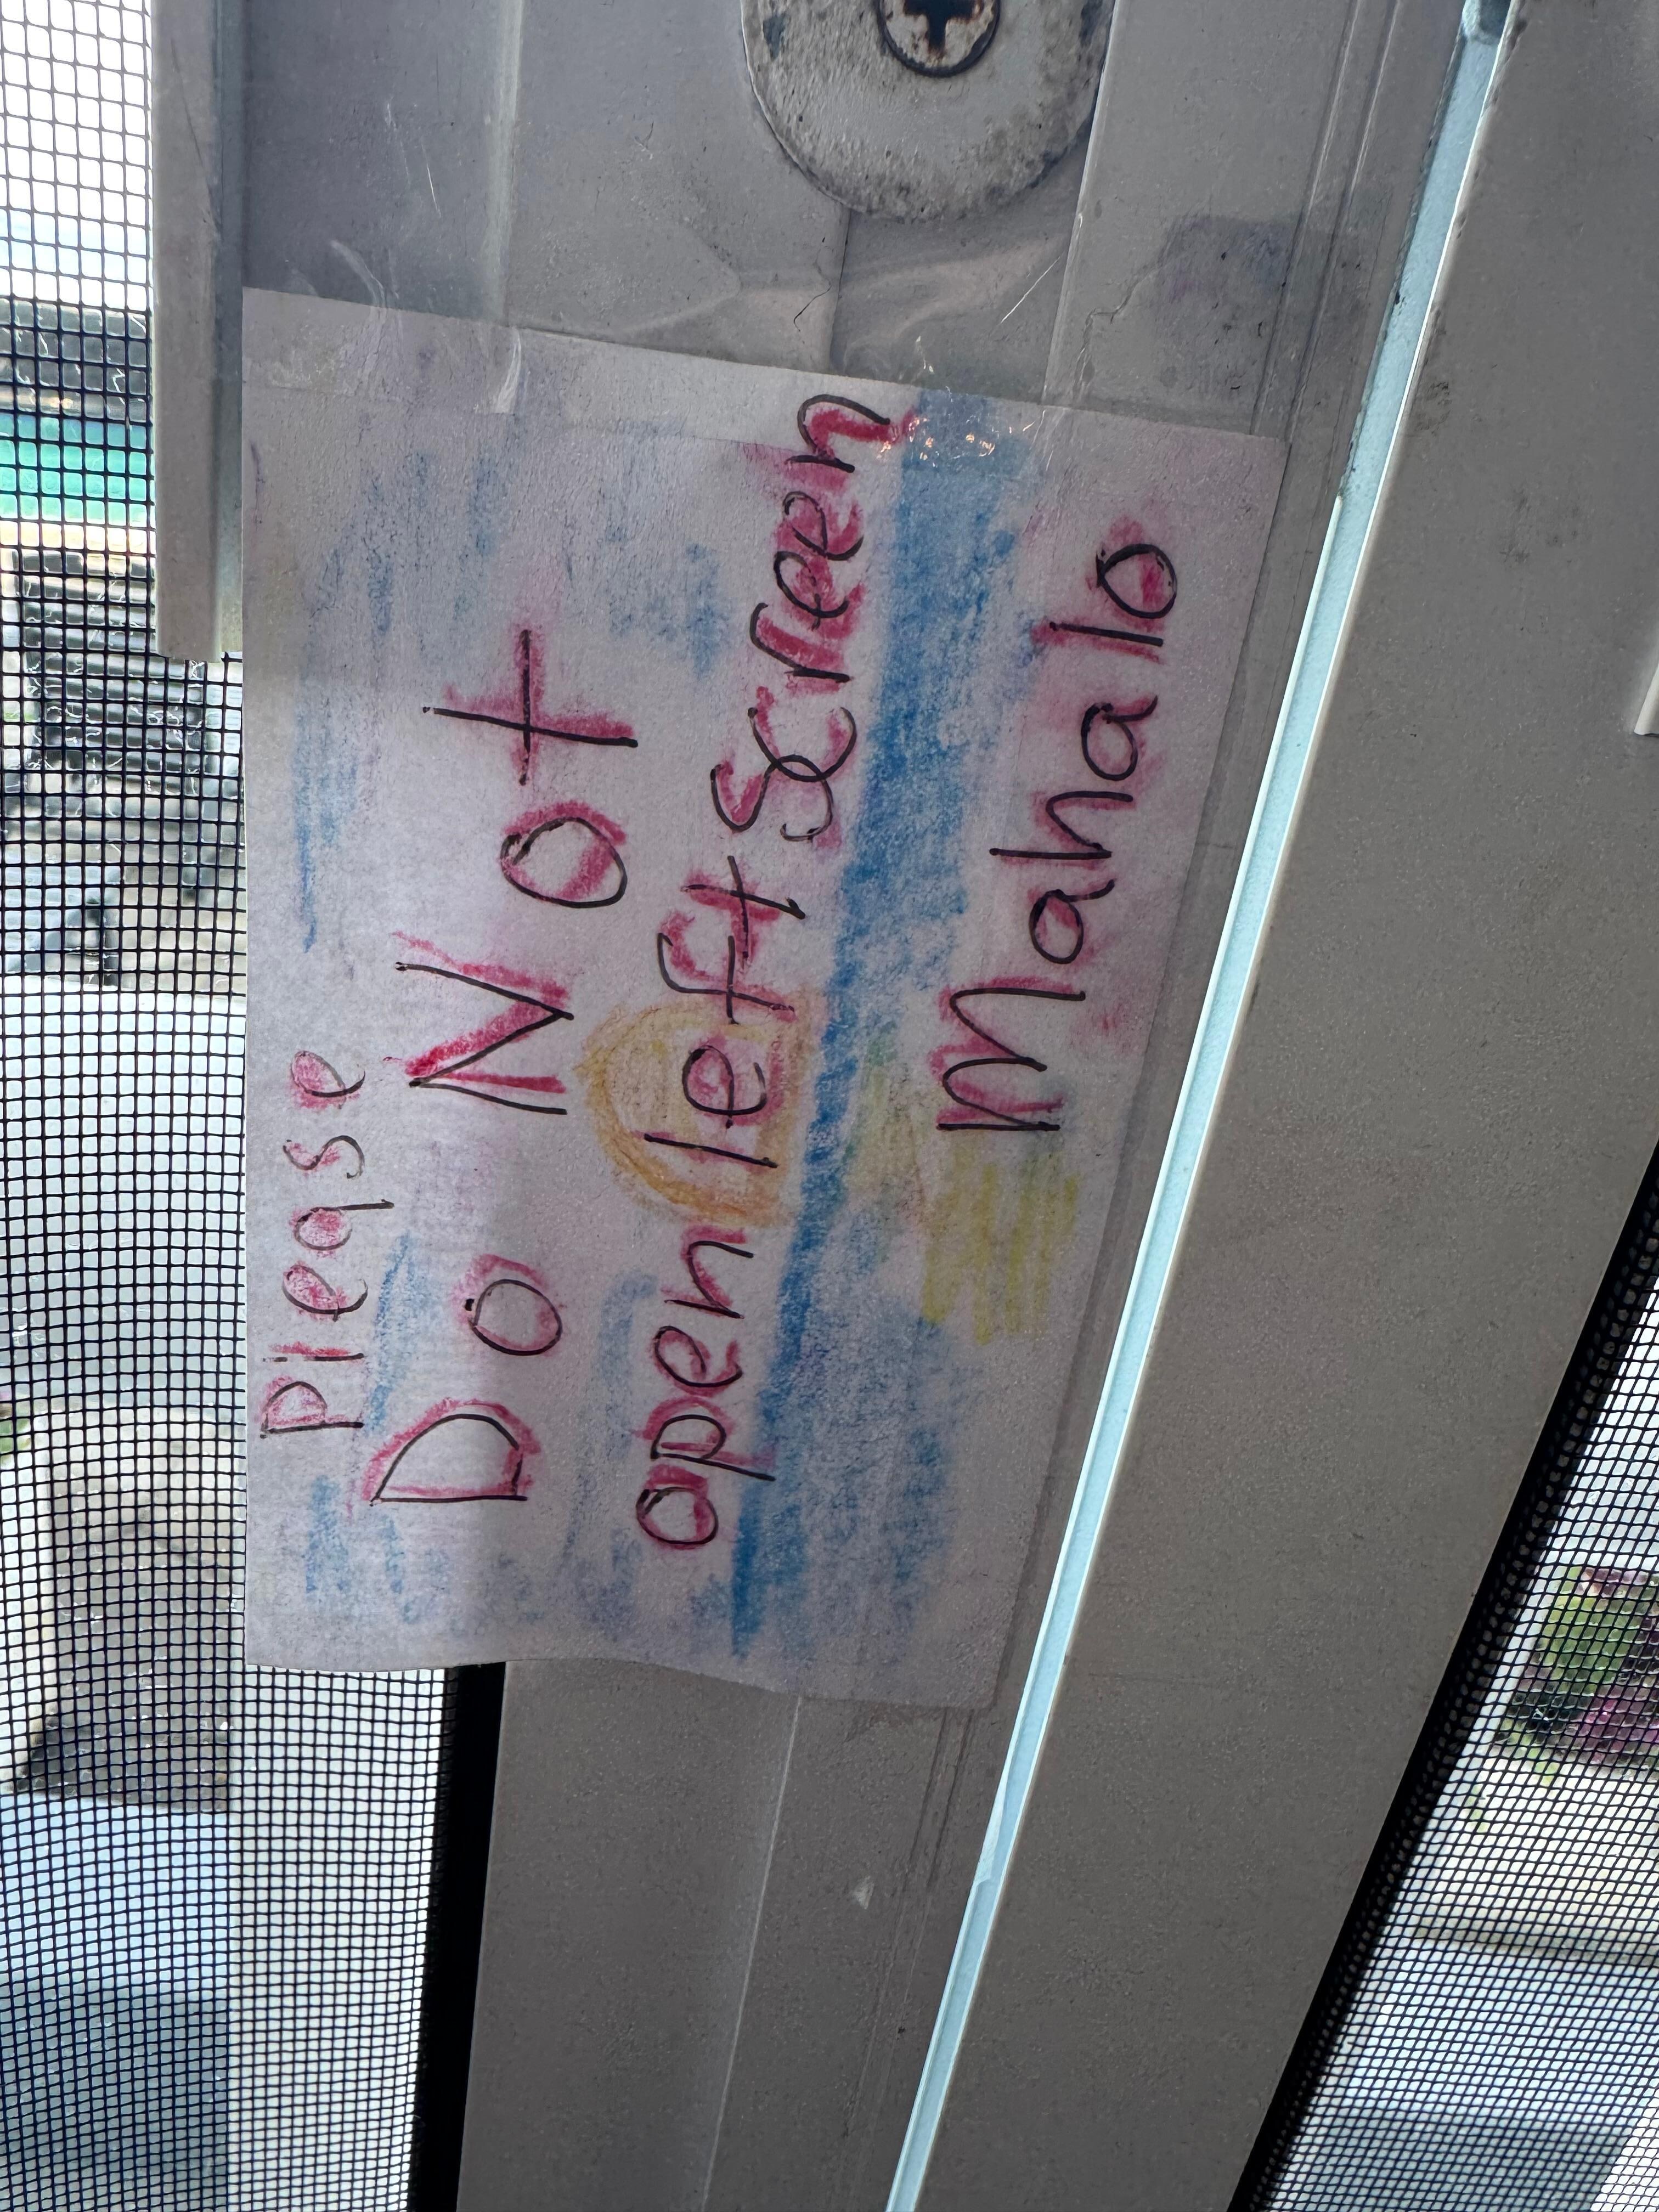 Please
Do Not
open left screen
Mahalo